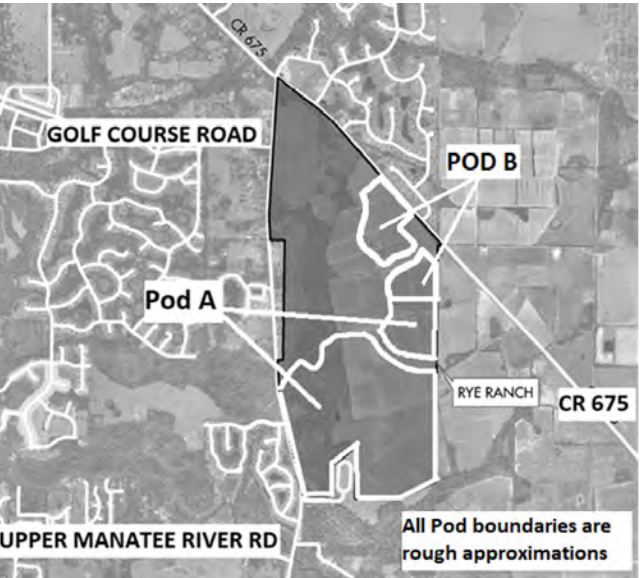 CR 675
GOLF COURSE ROAD
POD B
Pod A
RYE RANCH
CR 675
All Pod boundaries are
rough approximations
UPPER MANATEE RIVER RD